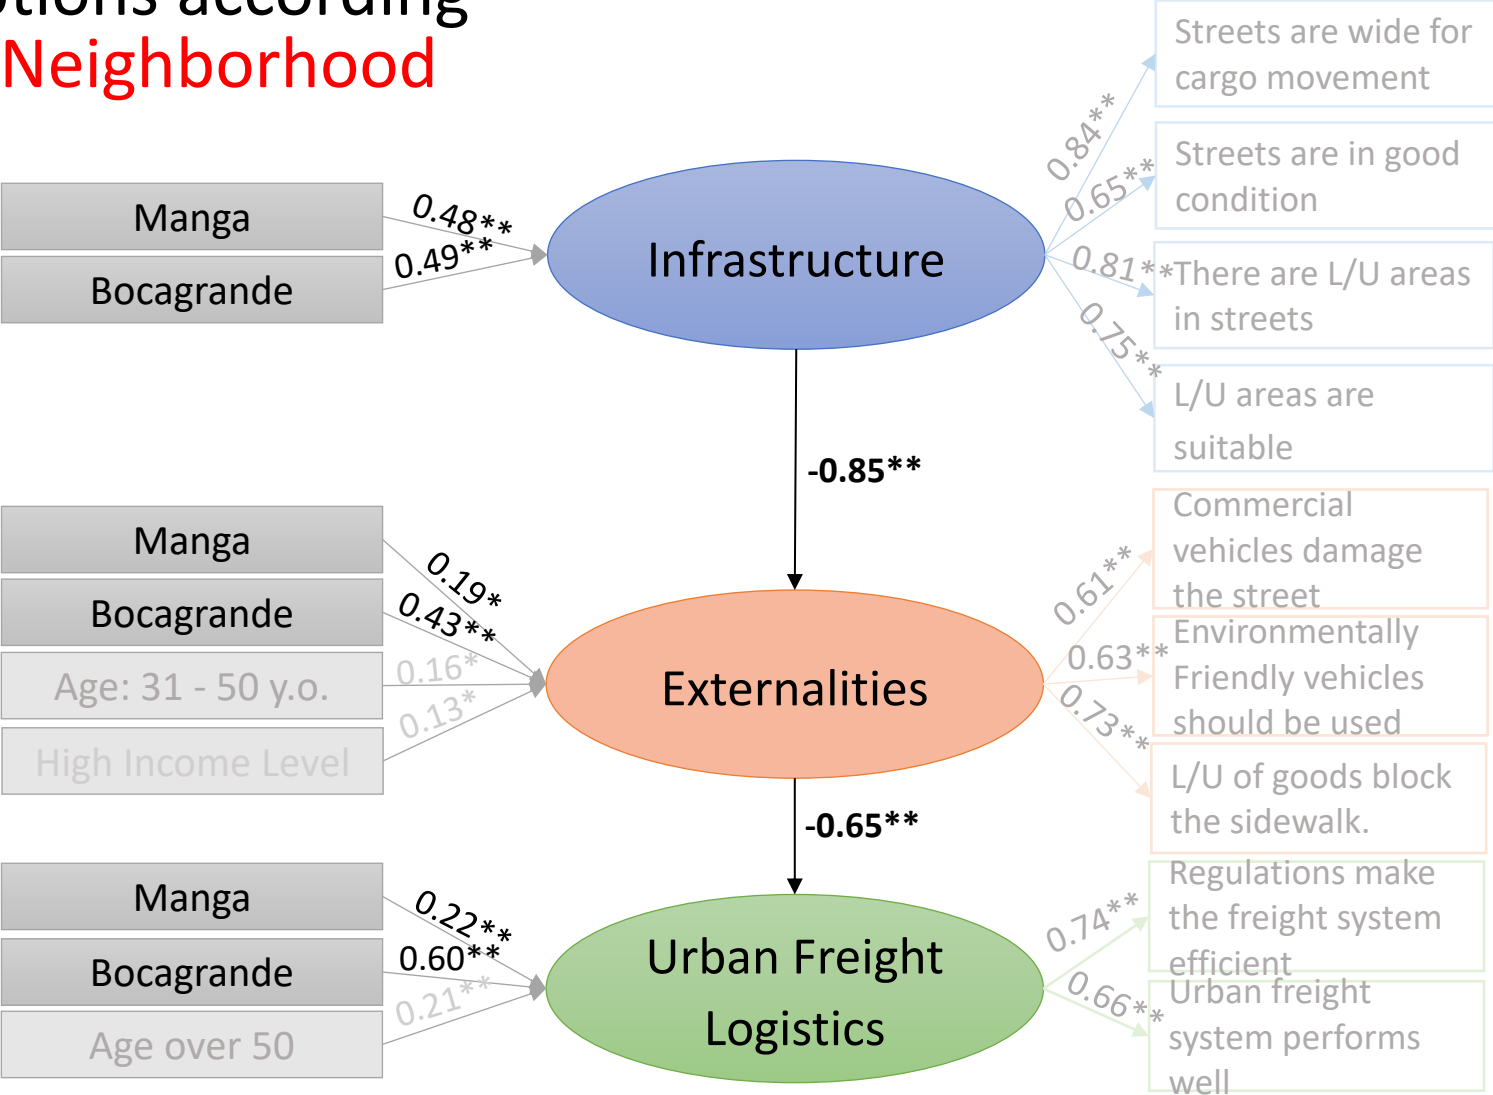 Neighborhood
according
Manga
0.48**
Bocagrande
0.49**
Infrastructure
0.84**
Streets are wide for
cargo movement
0.65**
Streets are in good
condition
0.81**
There are L/U areas
in streets
0.75**
L/U areas are
suitable
-0.85**
Manga
0.19*
Bocagrande
0.43**
Age: 31 - 50 y.o.
0.16*
High Income Level
0.13*
Externalities
0.61**
Commercial
vehicles damage
the street
0.63**
Environmentally
Friendly vehicles
should be used
0.73**
L/U of goods block
the sidewalk.
-0.65**
Manga
0.22**
Bocagrande
0.60**
Age over 50
0.21**
Urban Freight
Logistics
0.74**
Regulations make
the freight system
efficient
0.66**
Urban freight
system performs
well